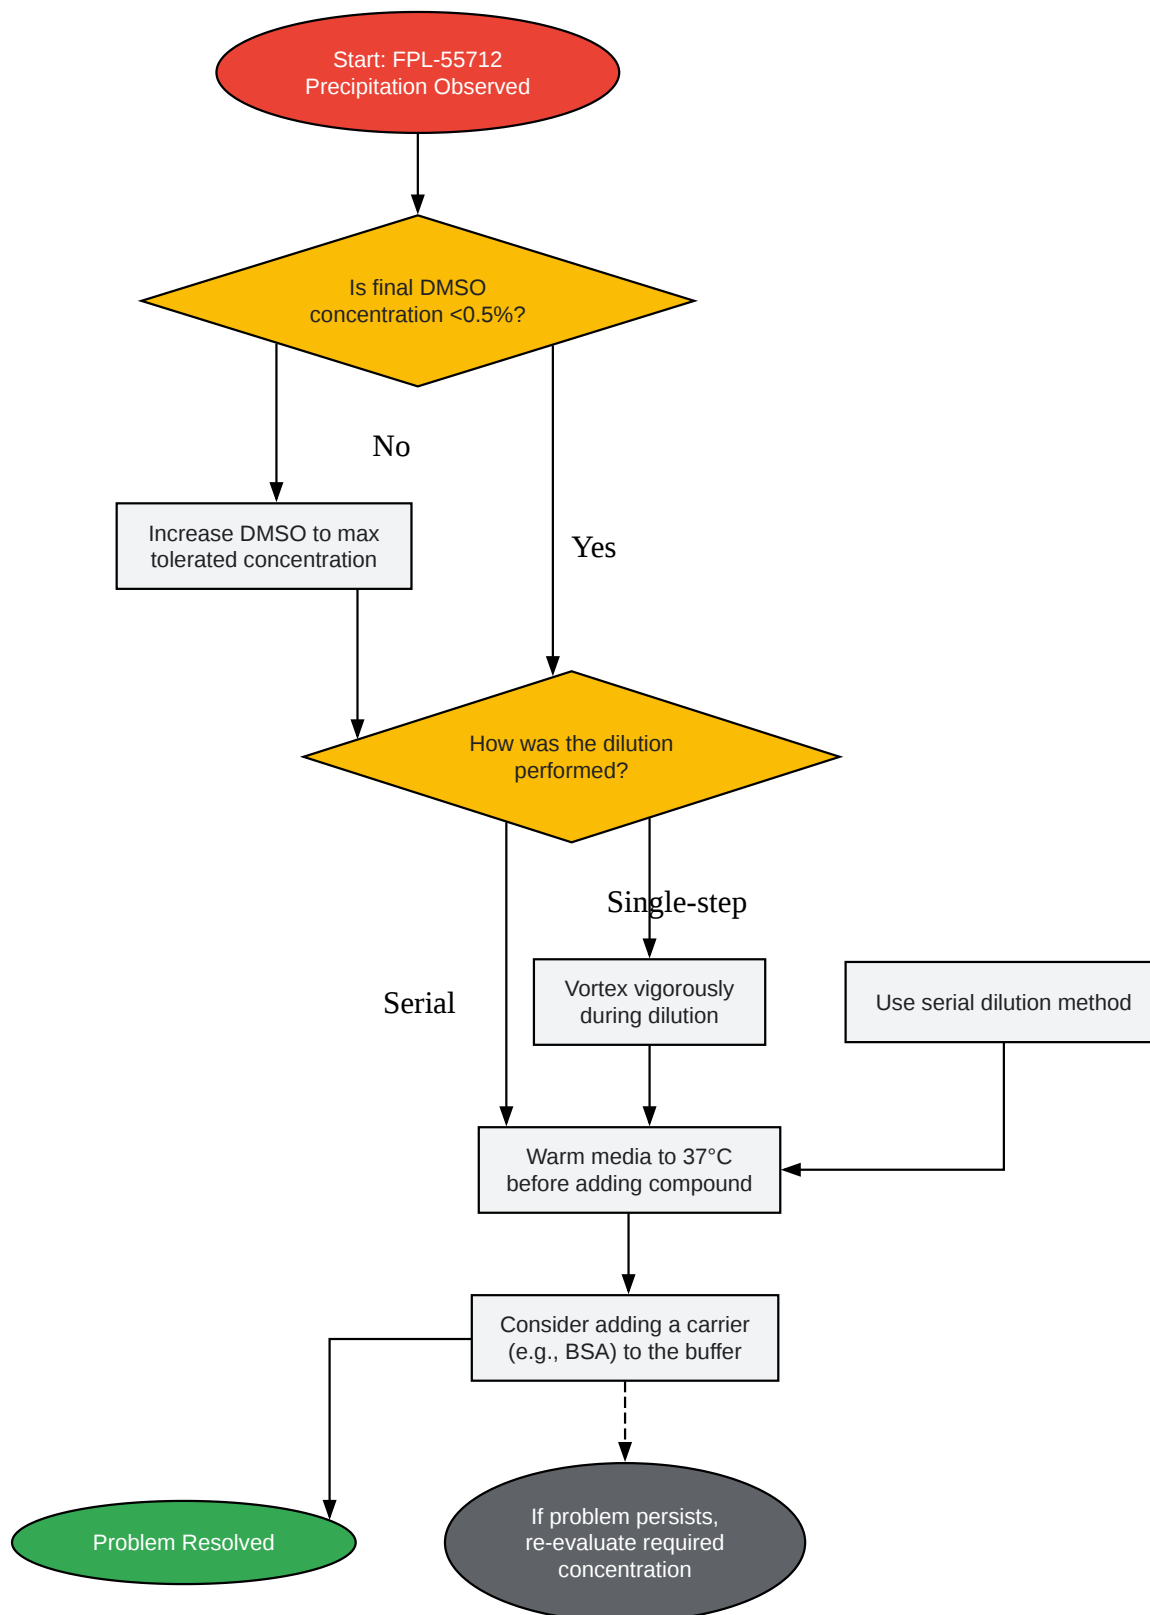 Start: FPL-55712
Precipitation Observed
Is final DMSO
concentration <0.5%?
No
Increase DMSO to max
tolerated concentration
Yes
How was the dilution
performed?
Single-step
Serial
Vortex vigorously
during dilution
Use serial dilution method
Warm media to 37°C
before adding compound
Consider adding a carrier
(e.g., BSA) to the buffer
Problem Resolved
If problem persists,
re-evaluate required
concentration